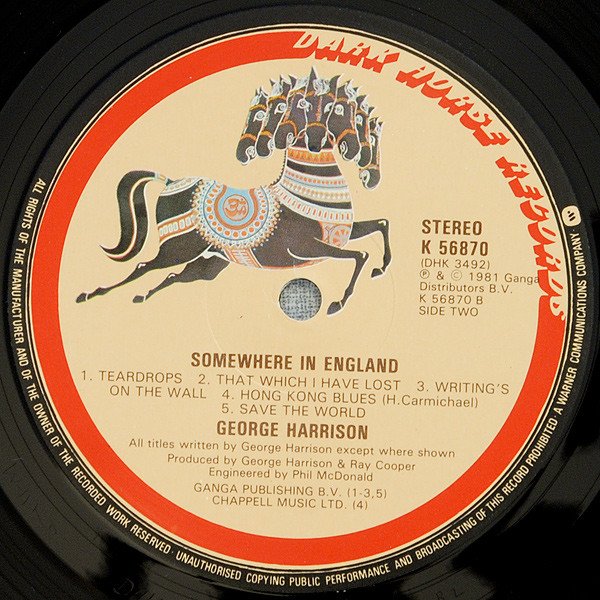 DARK HORSE RECORDS
STEREO
K 56870
(DHK 3492)
℗ & © 1981 Ganga
Distributors B.V.
K 56870 B
SIDE TWO
SOMEWHERE IN ENGLAND
1. TEARDROPS 2. THAT WHICH I HAVE LOST 3. WRITING'S
ON THE WALL 4. HONG KONG BLUES (H.Carmichael)
5. SAVE THE WORLD
GEORGE HARRISON
All titles written by George Harrison except where shown
Produced by George Harrison & Ray Cooper
Engineered by Phil McDonald
GANGA PUBLISHING B.V. (1-3,5)
CHAPPELL MUSIC LTD. (4)
ALL RIGHTS OF THE MANUFACTURER AND OF THE OWNER OF THE RECORDED WORK RESERVED · UNAUTHORISED COPYING PUBLIC PERFORMANCE AND BROADCASTING OF THIS RECORD PROHIBITED · A WARNER COMMUNICATIONS COMPANY